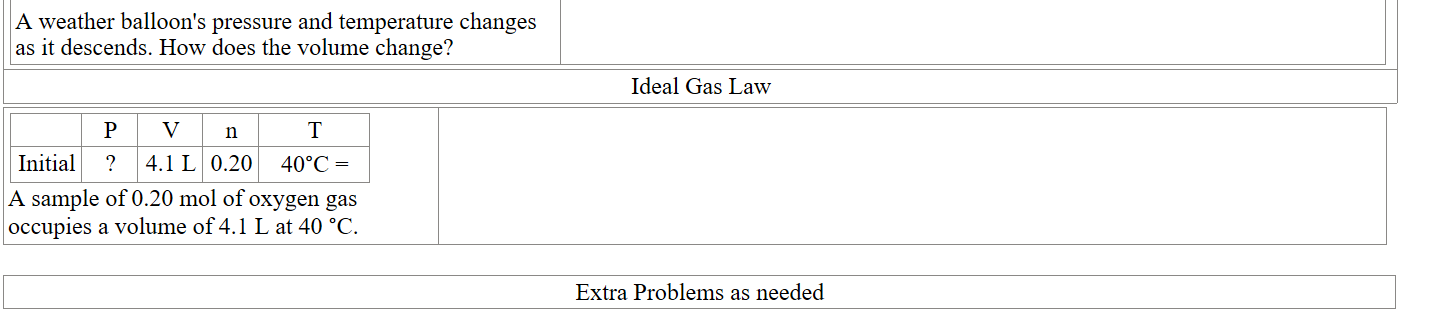 A weather balloon's pressure and temperature changes
as it descends. How does the volume change?
Ideal Gas Law
P V n T
Initial ? 4.1 L 0.20 40°C =
A sample of 0.20 mol of oxygen gas
occupies a volume of 4.1 L at 40 °C.
Extra Problems as needed